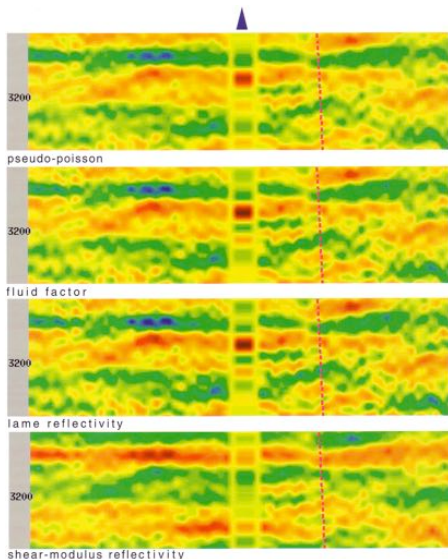 3200
pseudo-poisson
3200
fluid factor
3200
lame reflectivity
3200
shear-modulus reflectivity